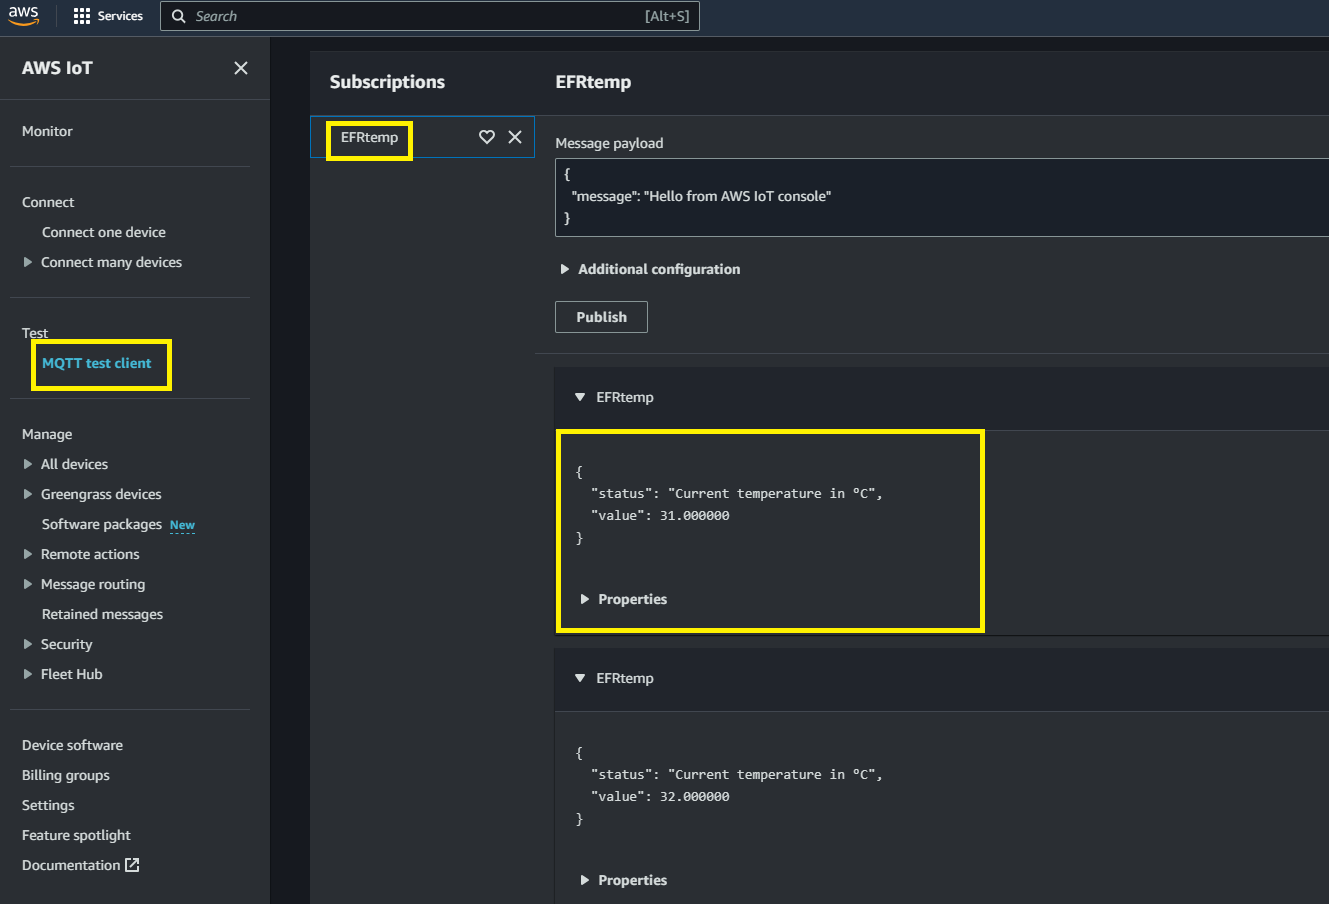 aws
Services
Search
[Alt+S]
AWS IoT
Monitor
Connect
Connect one device
Connect many devices
Test
MQTT test client
Manage
All devices
Greengrass devices
Software packages New
Remote actions
Message routing
Retained messages
Security
Fleet Hub
Device software
Billing groups
Settings
Feature spotlight
Documentation
Subscriptions
EFRtemp
EFRtemp
Message payload
{
"message": "Hello from AWS IoT console"
}
Additional configuration
Publish
EFRtemp
{
"status": "Current temperature in ºC",
"value": 31.000000
}
Properties
EFRtemp
{
"status": "Current temperature in ºC",
"value": 32.000000
}
Properties